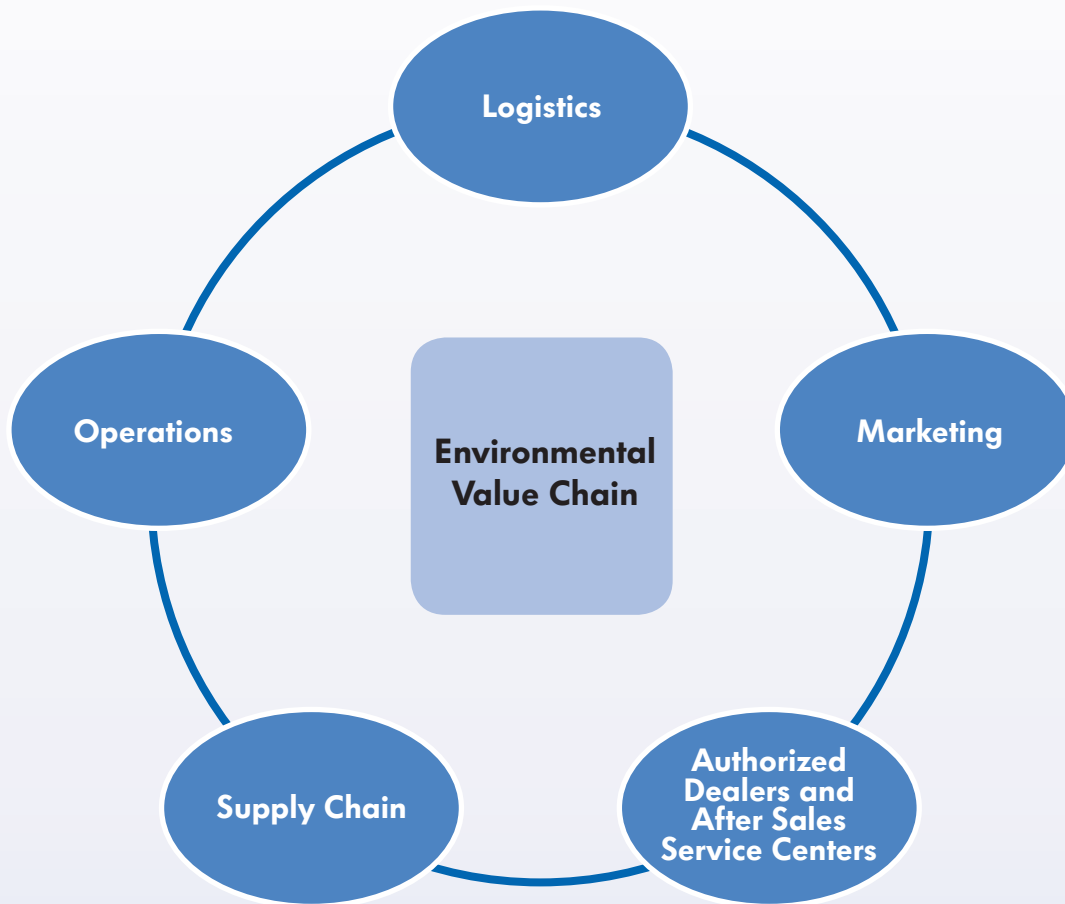 Logistics
Operations
Marketing
Environmental
Value Chain
Supply Chain
Authorized
Dealers and
After Sales
Service Centers